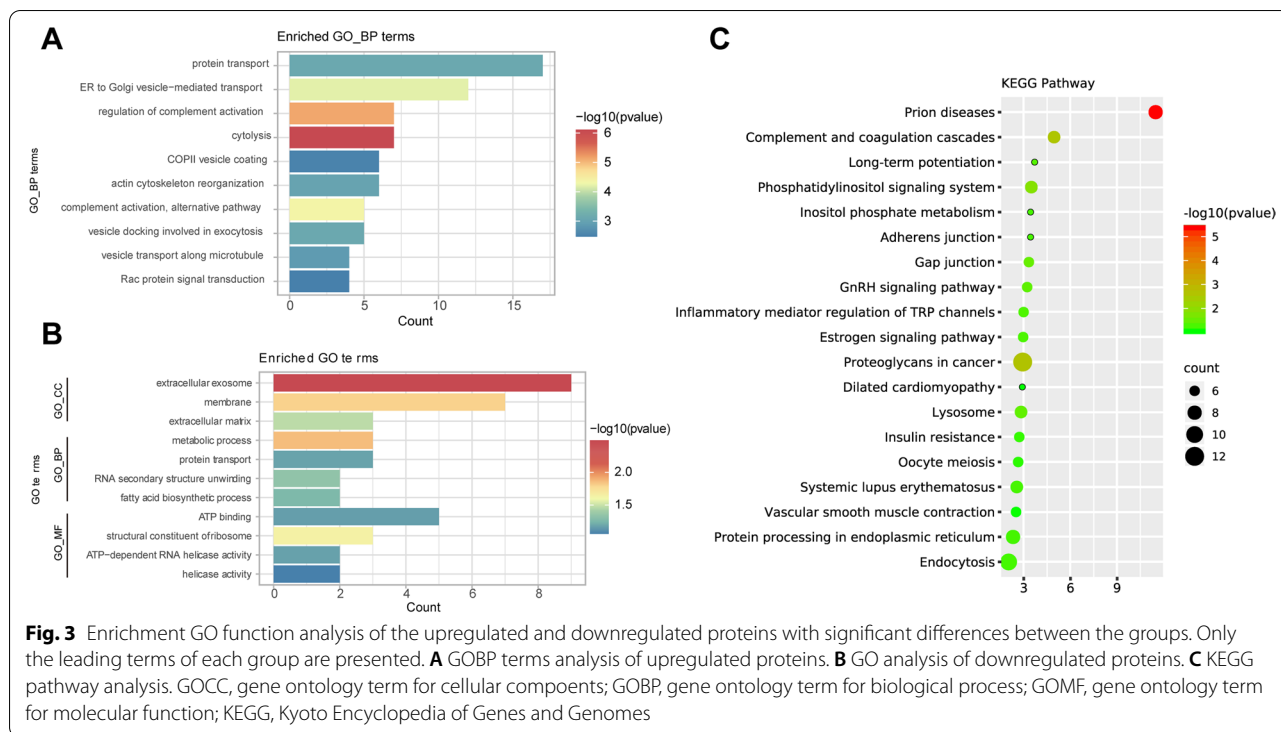 A
Enriched GO_BP terms
GO_BP terms
protein transport
ER to Golgi vesicle-mediated transport
regulation of complement activation
cytolysis
COPII vesicle coating
actin cytoskeleton reorganization
complement activation, alternative pathway
vesicle docking involved in exocytosis
vesicle transport along microtubule
Rac protein signal transduction
0 5 10 15
Count
−log10(pvalue)
6
5
4
3
B
Enriched GO te rms
GO te rms
GO_CC
GO_BP
GO_MF
extracellular exosome
membrane
extracellular matrix
metabolic process
protein transport
RNA secondary structure unwinding
fatty acid biosynthetic process
ATP binding
structural constituent ofribosome
ATP-dependent RNA helicase activity
helicase activity
0 2 4 6 8
Count
−log10(pvalue)
2.0
1.5
C
KEGG Pathway
Prion diseases
Complement and coagulation cascades
Long-term potentiation
Phosphatidylinositol signaling system
Inositol phosphate metabolism
Adherens junction
Gap junction
GnRH signaling pathway
Inflammatory mediator regulation of TRP channels
Estrogen signaling pathway
Proteoglycans in cancer
Dilated cardiomyopathy
Lysosome
Insulin resistance
Oocyte meiosis
Systemic lupus erythematosus
Vascular smooth muscle contraction
Protein processing in endoplasmic reticulum
Endocytosis
3 6 9
-log10(pvalue)
5
4
3
2
count
6
8
10
12
Fig. 3 Enrichment GO function analysis of the upregulated and downregulated proteins with significant differences between the groups. Only
the leading terms of each group are presented. A GOBP terms analysis of upregulated proteins. B GO analysis of downregulated proteins. C KEGG
pathway analysis. GOCC, gene ontology term for cellular compoents; GOBP, gene ontology term for biological process; GOMF, gene ontology term
for molecular function; KEGG, Kyoto Encyclopedia of Genes and Genomes